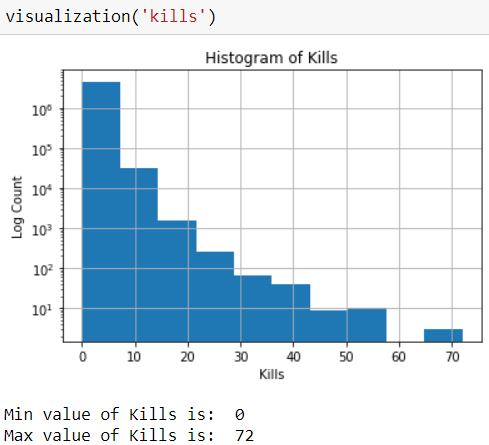 visualization('kills')
Histogram of Kills
Log Count
10⁶
10⁵
10⁴
10³
10²
10¹
0 10 20 30 40 50 60 70
Kills
Min value of Kills is: 0
Max value of Kills is: 72